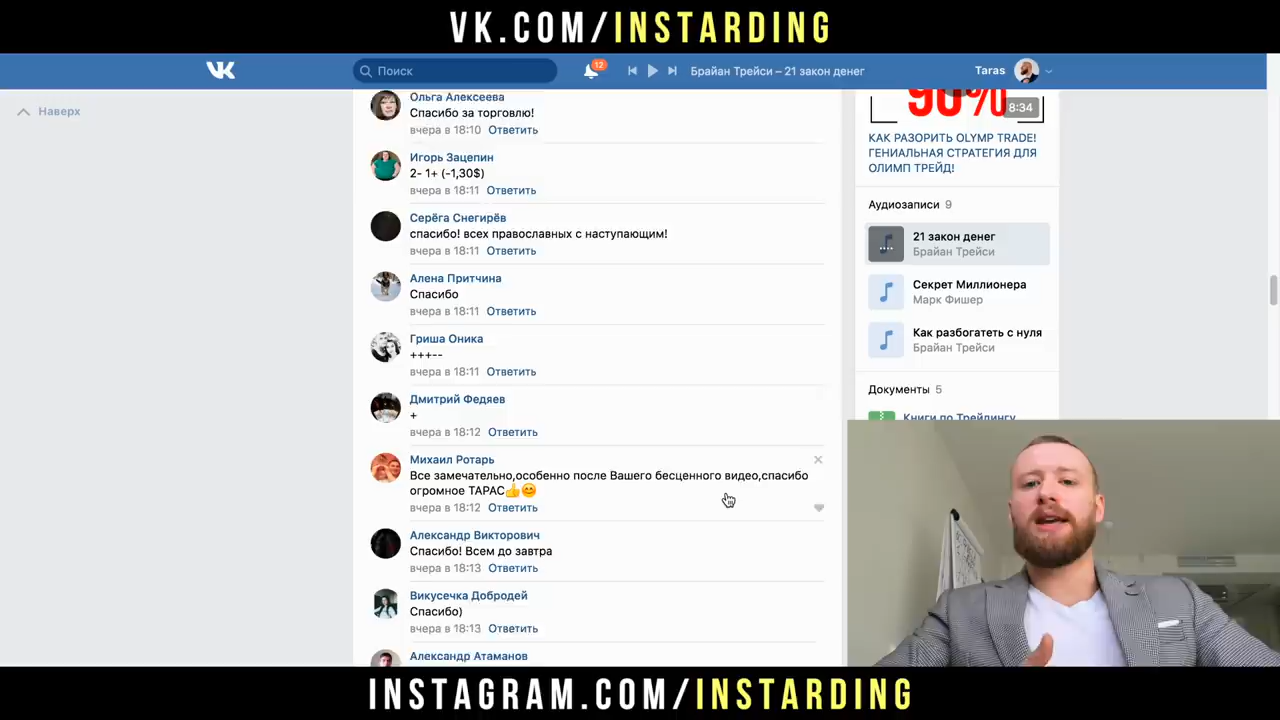 VK.COM/INSTARDING
Поиск
12
Брайан Трейси – 21 закон денег
Taras
Наверх
Ольга Алексеева
Спасибо за торговлю!
вчера в 18:10 Ответить
Игорь Зацепин
2- 1+ (-1,30$)
вчера в 18:11 Ответить
Серёга Снегирёв
спасибо! всех православных с наступающим!
вчера в 18:11 Ответить
Алена Притчина
Спасибо
вчера в 18:11 Ответить
Гриша Оника
+++--
вчера в 18:11 Ответить
Дмитрий Федяев
+
вчера в 18:12 Ответить
Михаил Ротарь
Все замечательно,особенно после Вашего бесценного видео,спасибо
огромное ТАРАС👍😊
вчера в 18:12 Ответить
Александр Викторович
Спасибо! Всем до завтра
вчера в 18:13 Ответить
Викусечка Добродей
Спасибо)
вчера в 18:13 Ответить
Александр Атаманов
90%
8:34
КАК РАЗОРИТЬ OLYMP TRADE!
ГЕНИАЛЬНАЯ СТРАТЕГИЯ ДЛЯ
ОЛИМП ТРЕЙД!
Аудиозаписи 9
21 закон денег
Брайан Трейси
Секрет Миллионера
Марк Фишер
Как разбогатеть с нуля
Брайан Трейси
Документы 5
Книги по Трейдингу
INSTAGRAM.COM/INSTARDING